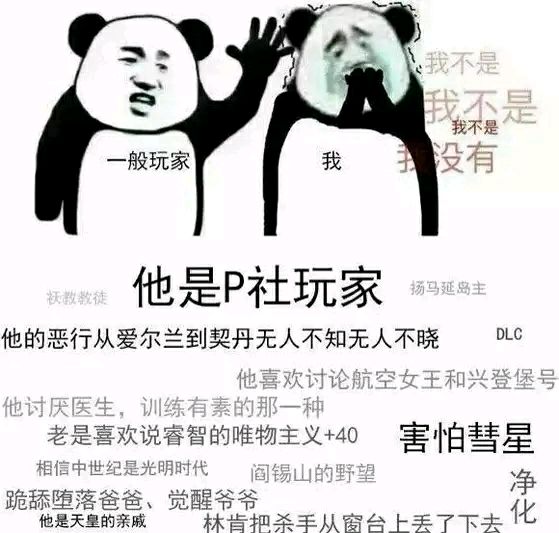 我不是
我不是
我不是
我没有
一般玩家
我
他是P社玩家
祆教教徒
扬马延岛主
他的恶行从爱尔兰到契丹无人不知无人不晓
DLC
他喜欢讨论航空女王和兴登堡号
他讨厌医生，训练有素的那一种
老是喜欢说睿智的唯物主义+40
害怕彗星
相信中世纪是光明时代
阎锡山的野望
净化
跪舔堕落爸爸、觉醒爷爷
他是天皇的亲戚
林肯把杀手从窗台上丢了下去